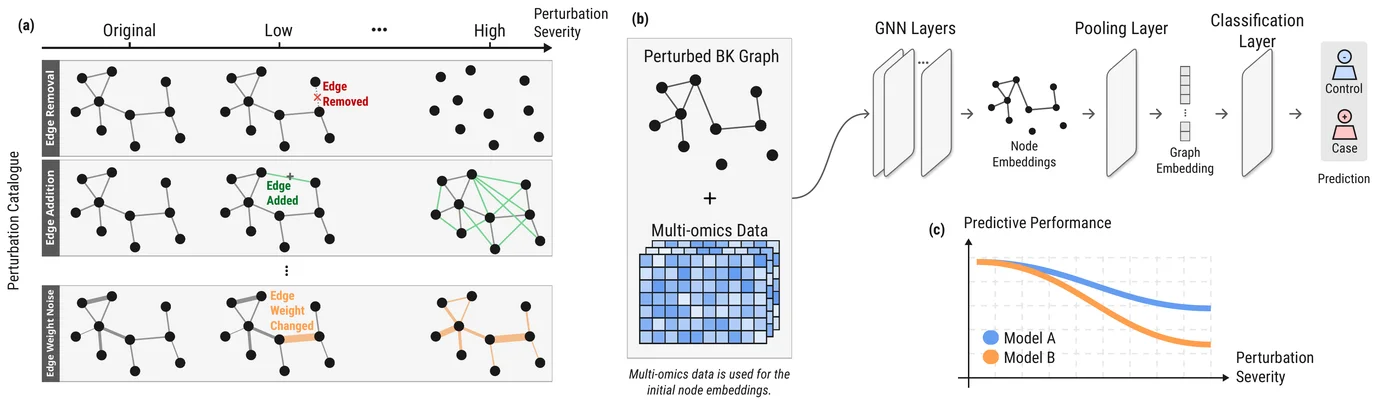 (a)
Original
Low
•••
High
Perturbation
Severity
Perturbation Catalogue
Edge Removal
Edge
Removed
Edge Addition
Edge
Added
Edge Weight Noise
Edge
Weight
Changed
(b)
Perturbed BK Graph
+
Multi-omics Data
Multi-omics data is used for the
initial node embeddings.
GNN Layers
Node
Embeddings
Pooling Layer
Graph
Embedding
Classification
Layer
-
Control
+
Case
Prediction
(c)
Predictive Performance
Model A
Model B
Perturbation
Severity